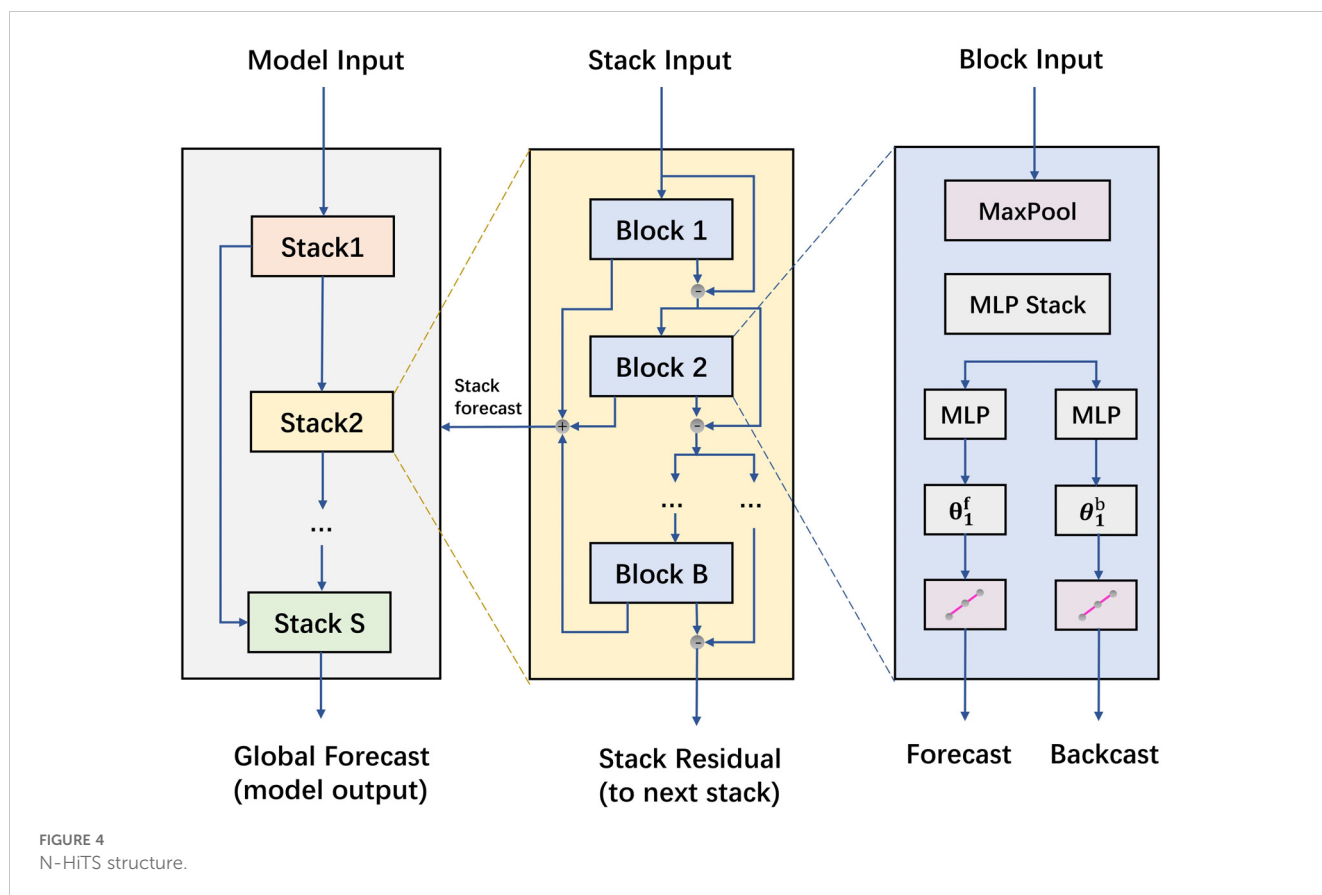 Model Input
Stack Input
Block Input
Stack1
Stack2
...
Stack S
Global Forecast
(model output)
Block 1
-
Block 2
Stack
forecast
+
-
...
...
Block B
-
Stack Residual
(to next stack)
MaxPool
MLP Stack
MLP
MLP
θ₁ᶠ
θ₁ᵇ
Forecast
Backcast
FIGURE 4
N-HiTS structure.